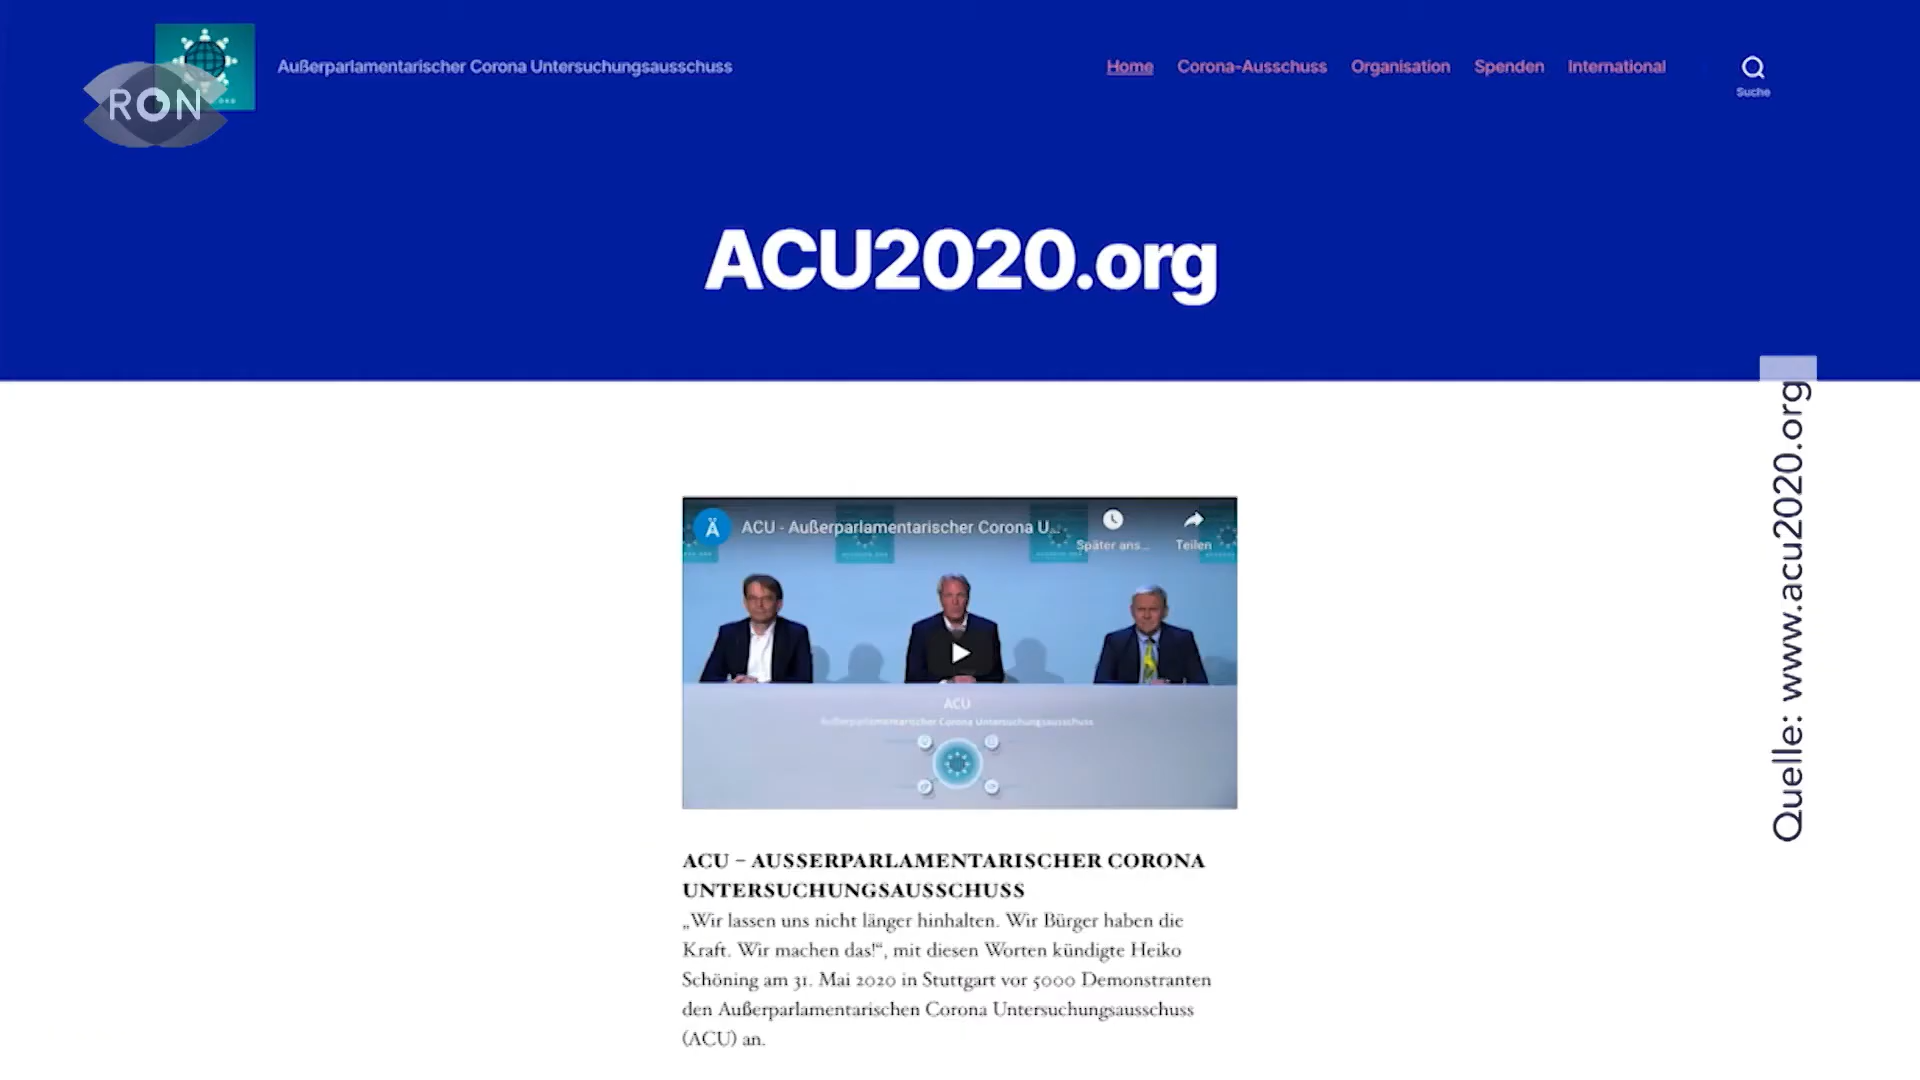 RON
Außerparlamentarischer Corona Untersuchungsausschuss
Home Corona-Ausschuss Organisation Spenden International
Suche
ACU2020.org
Quelle: www.acu2020.org
Ä ACU - Außerparlamentarischer Corona U...
Später ans...
Teilen
ACU
Außerparlamentarischer Corona Untersuchungsausschuss
ACU – AUSSERPARLAMENTARISCHER CORONA
UNTERSUCHUNGSAUSSCHUSS
„Wir lassen uns nicht länger hinhalten. Wir Bürger haben die
Kraft. Wir machen das!“, mit diesen Worten kündigte Heiko
Schöning am 31. Mai 2020 in Stuttgart vor 5000 Demonstranten
den Außerparlamentarischen Corona Untersuchungsausschuss
(ACU) an.